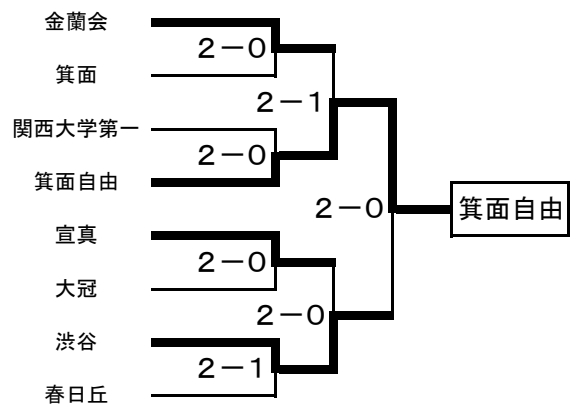 金蘭会
2－0
箕面
2－1
関西大学第一
2－0
箕面自由
2－0
箕面自由
宣真
2－0
大冠
2－0
渋谷
2－1
春日丘